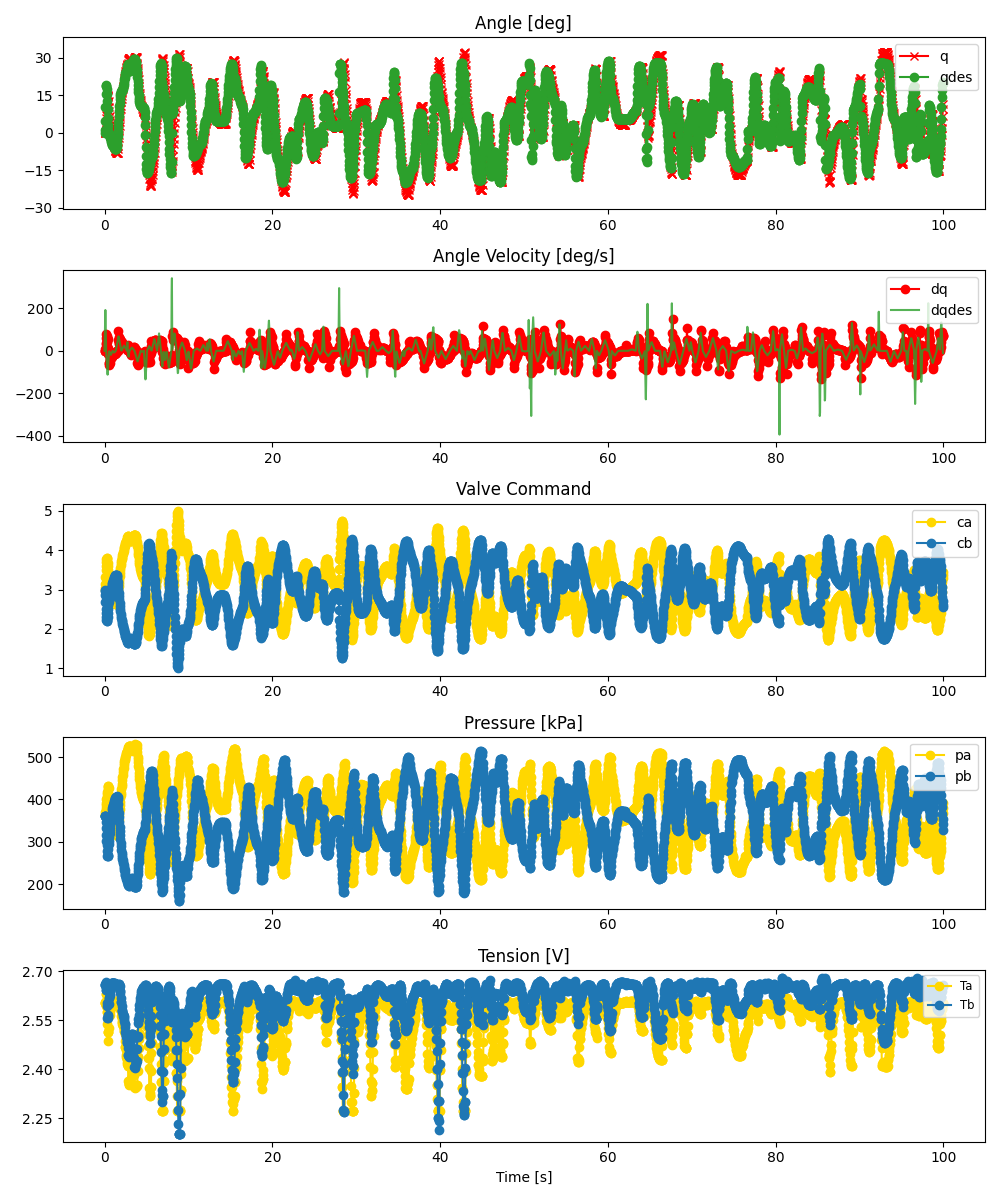 Angle [deg]
30
15
0
−15
−30
q
qdes
0 20 40 60 80 100
Angle Velocity [deg/s]
200
0
−200
−400
dq
dqdes
0 20 40 60 80 100
Valve Command
5
4
3
2
1
ca
cb
0 20 40 60 80 100
Pressure [kPa]
500
400
300
200
pa
pb
0 20 40 60 80 100
Tension [V]
2.70
2.55
2.40
2.25
Ta
Tb
0 20 40 60 80 100
Time [s]